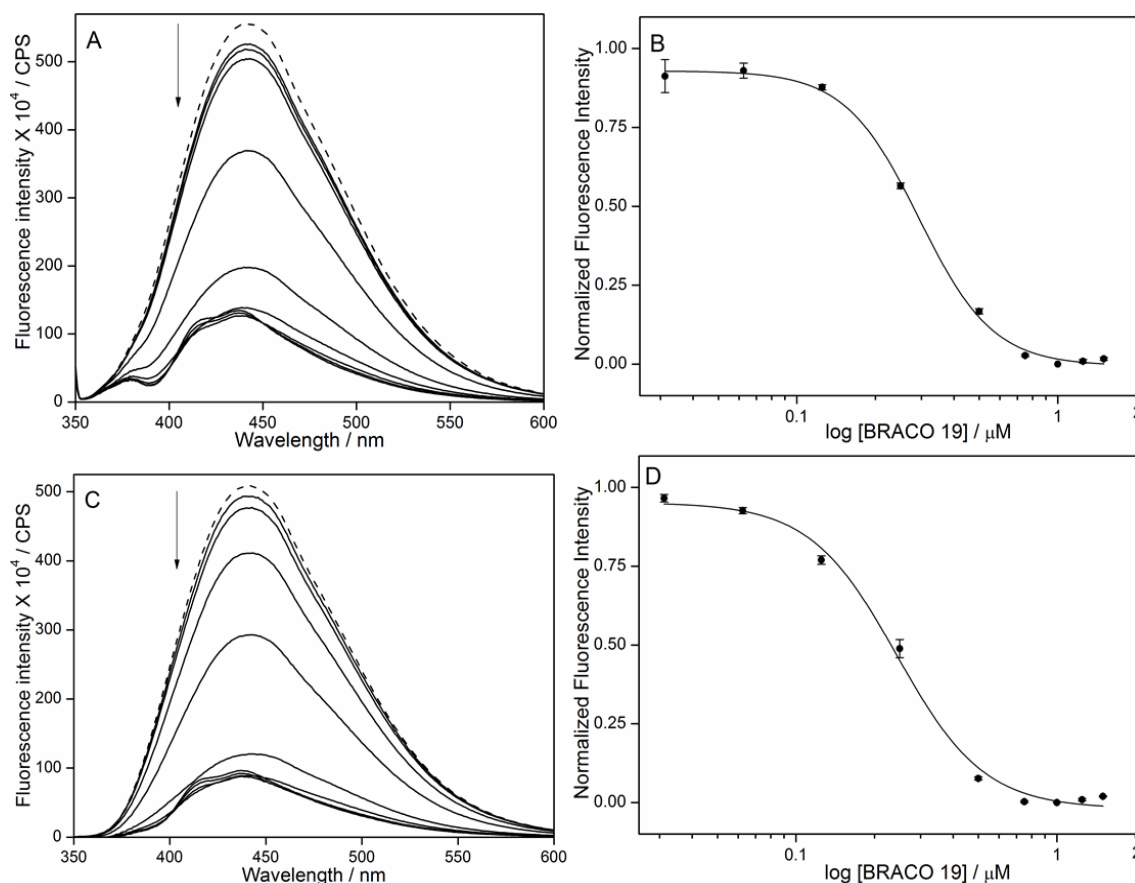 A
Fluorescence intensity X 10⁴ / CPS
500
400
300
200
100
0
350 400 450 500 550 600
Wavelength / nm
B
Normalized Fluorescence Intensity
1.00
0.75
0.50
0.25
0.00
0.1 1 2
log [BRACO 19] / μM
C
Fluorescence intensity X 10⁴ / CPS
500
400
300
200
100
0
350 400 450 500 550 600
Wavelength / nm
D
Normalized Fluorescence Intensity
1.00
0.75
0.50
0.25
0.00
0.1 1 2
log [BRACO 19] / μM